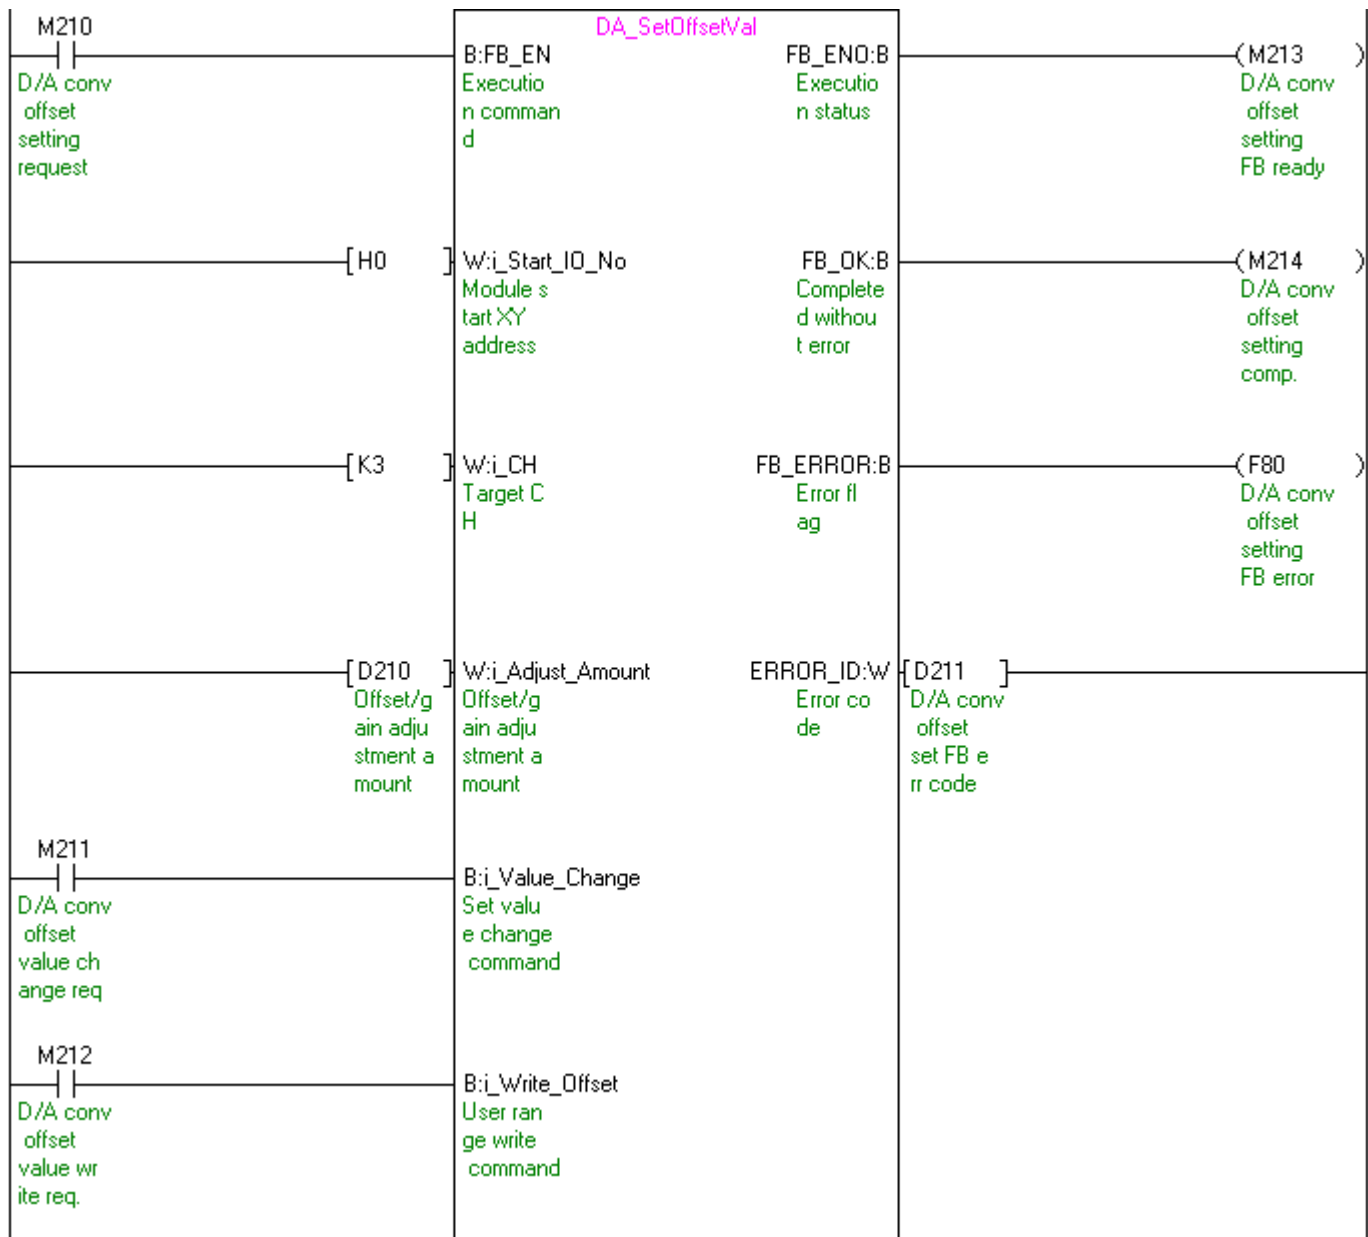 M210
DA_SetOffsetVal
B:FB_EN
FB_ENO:B
(M213 )
D/A conv
offset
setting
request
Executio
n comman
d
Executio
n status
D/A conv
offset
setting
FB ready
[H0 ]
W:i_Start_IO_No
FB_OK:B
(M214 )
Module s
tart XY
address
Complete
d withou
t error
D/A conv
offset
setting
comp.
[K3 ]
W:i_CH
FB_ERROR:B
(F80 )
Target C
H
Error fl
ag
D/A conv
offset
setting
FB error
[D210 ]
W:i_Adjust_Amount
ERROR_ID:W
[D211 ]
Offset/g
ain adju
stment a
mount
Offset/g
ain adju
stment a
mount
Error co
de
D/A conv
offset
set FB e
rr code
M211
B:i_Value_Change
D/A conv
offset
value ch
ange req
Set valu
e change
command
M212
B:i_Write_Offset
D/A conv
offset
value wr
ite req.
User ran
ge write
command